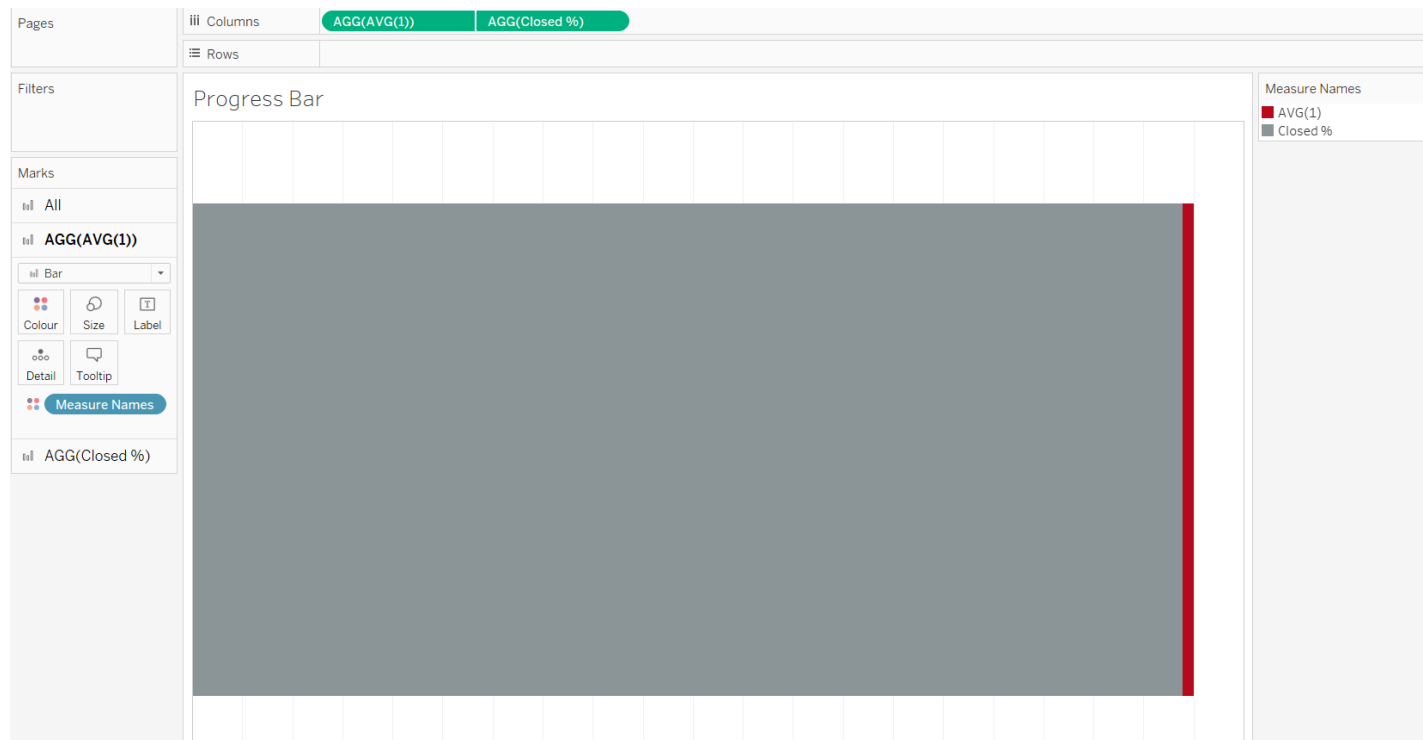 Pages
Columns
AGG(AVG(1))
AGG(Closed %)
Rows
Filters
Progress Bar
Measure Names
AVG(1)
Closed %
Marks
All
AGG(AVG(1))
Bar
Colour
Size
T
Label
Detail
Tooltip
Measure Names
AGG(Closed %)